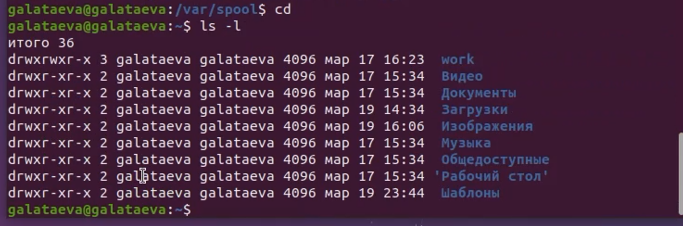 galataeva@galataeva:/var/spool$ cd
galataeva@galataeva:~$ ls -l
итого 36
drwxrwxr-x 3 galataeva galataeva 4096 мар 17 16:23  work
drwxr-xr-x 2 galataeva galataeva 4096 мар 17 15:34  Видео
drwxr-xr-x 2 galataeva galataeva 4096 мар 17 15:34  Документы
drwxr-xr-x 2 galataeva galataeva 4096 мар 19 14:34  Загрузки
drwxr-xr-x 2 galataeva galataeva 4096 мар 19 16:06  Изображения
drwxr-xr-x 2 galataeva galataeva 4096 мар 17 15:34  Музыка
drwxr-xr-x 2 galataeva galataeva 4096 мар 17 15:34  Общедоступные
drwxr-xr-x 2 galataeva galataeva 4096 мар 17 15:34 'Рабочий стол'
drwxr-xr-x 2 galataeva galataeva 4096 мар 19 23:44  Шаблоны
galataeva@galataeva:~$